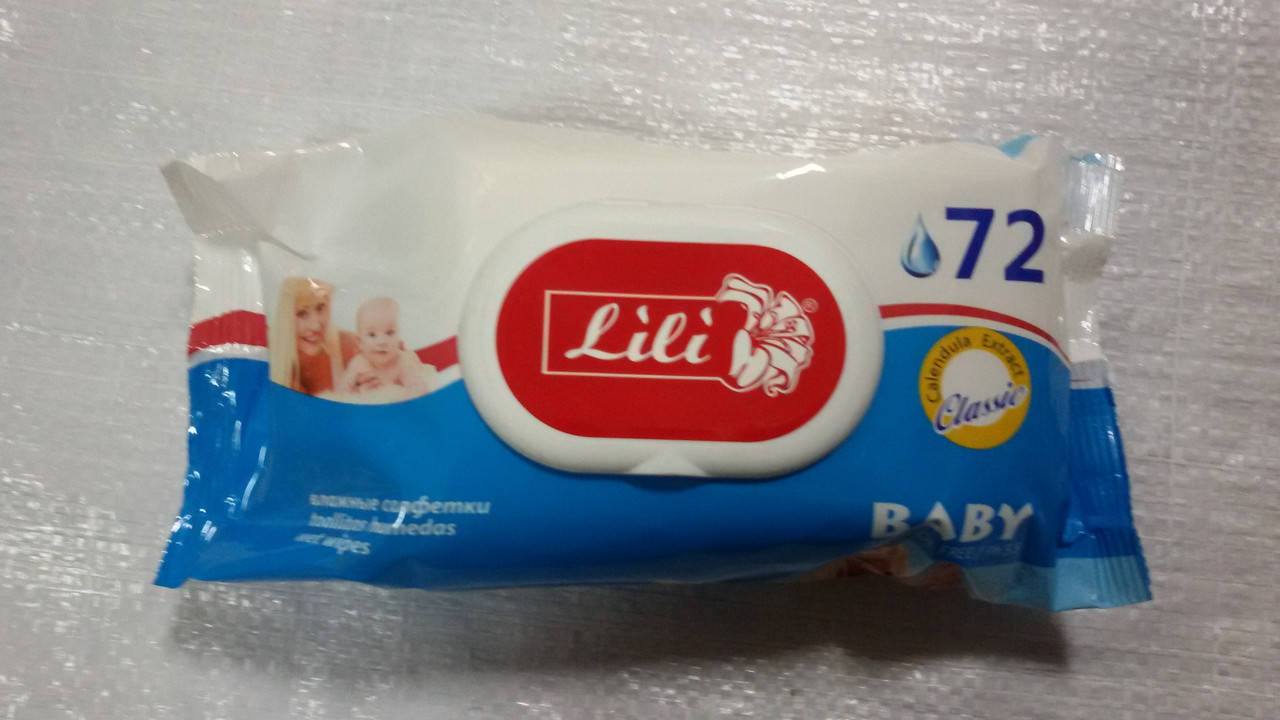 72
Lili
®
Calendula Extract
Classic
влажные салфетки
toallitas humedas
wet wipes
BABY